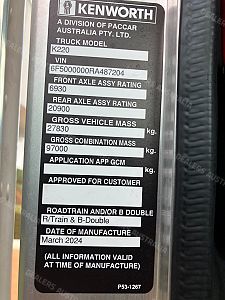 KENWORTH
A DIVISION OF PACCAR
AUSTRALIA PTY. LTD.
TRUCK MODEL
K220
VIN
6F5000000RA487204
FRONT AXLE ASSY RATING
6930
REAR AXLE ASSY RATING
20900
GROSS VEHICLE MASS
27830 kg.
GROSS COMBINATION MASS
97000 kg.
APPLICATION APP GCM
kg.
APPROVED FOR CUSTOMER
ROADTRAIN AND/OR B DOUBLE
R/Train & B-Double
DATE OF MANUFACTURE
March 2024
(ALL INFORMATION VALID
AT TIME OF MANUFACTURE)
P53-1267